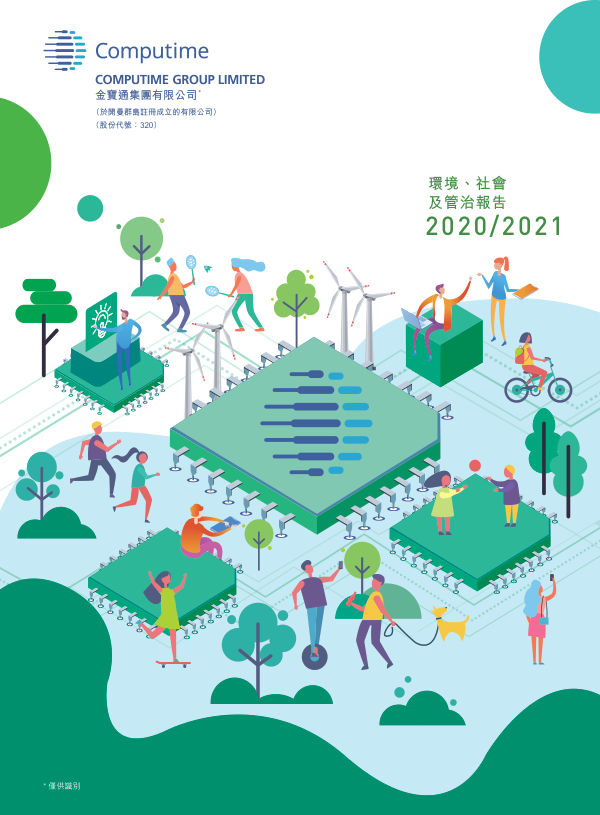 Computime
COMPUTIME GROUP LIMITED
金寶通集團有限公司*
（於開曼群島註冊成立的有限公司）
（股份代號：320）
環境、社會
及管治報告
2020/2021
* 僅供識別